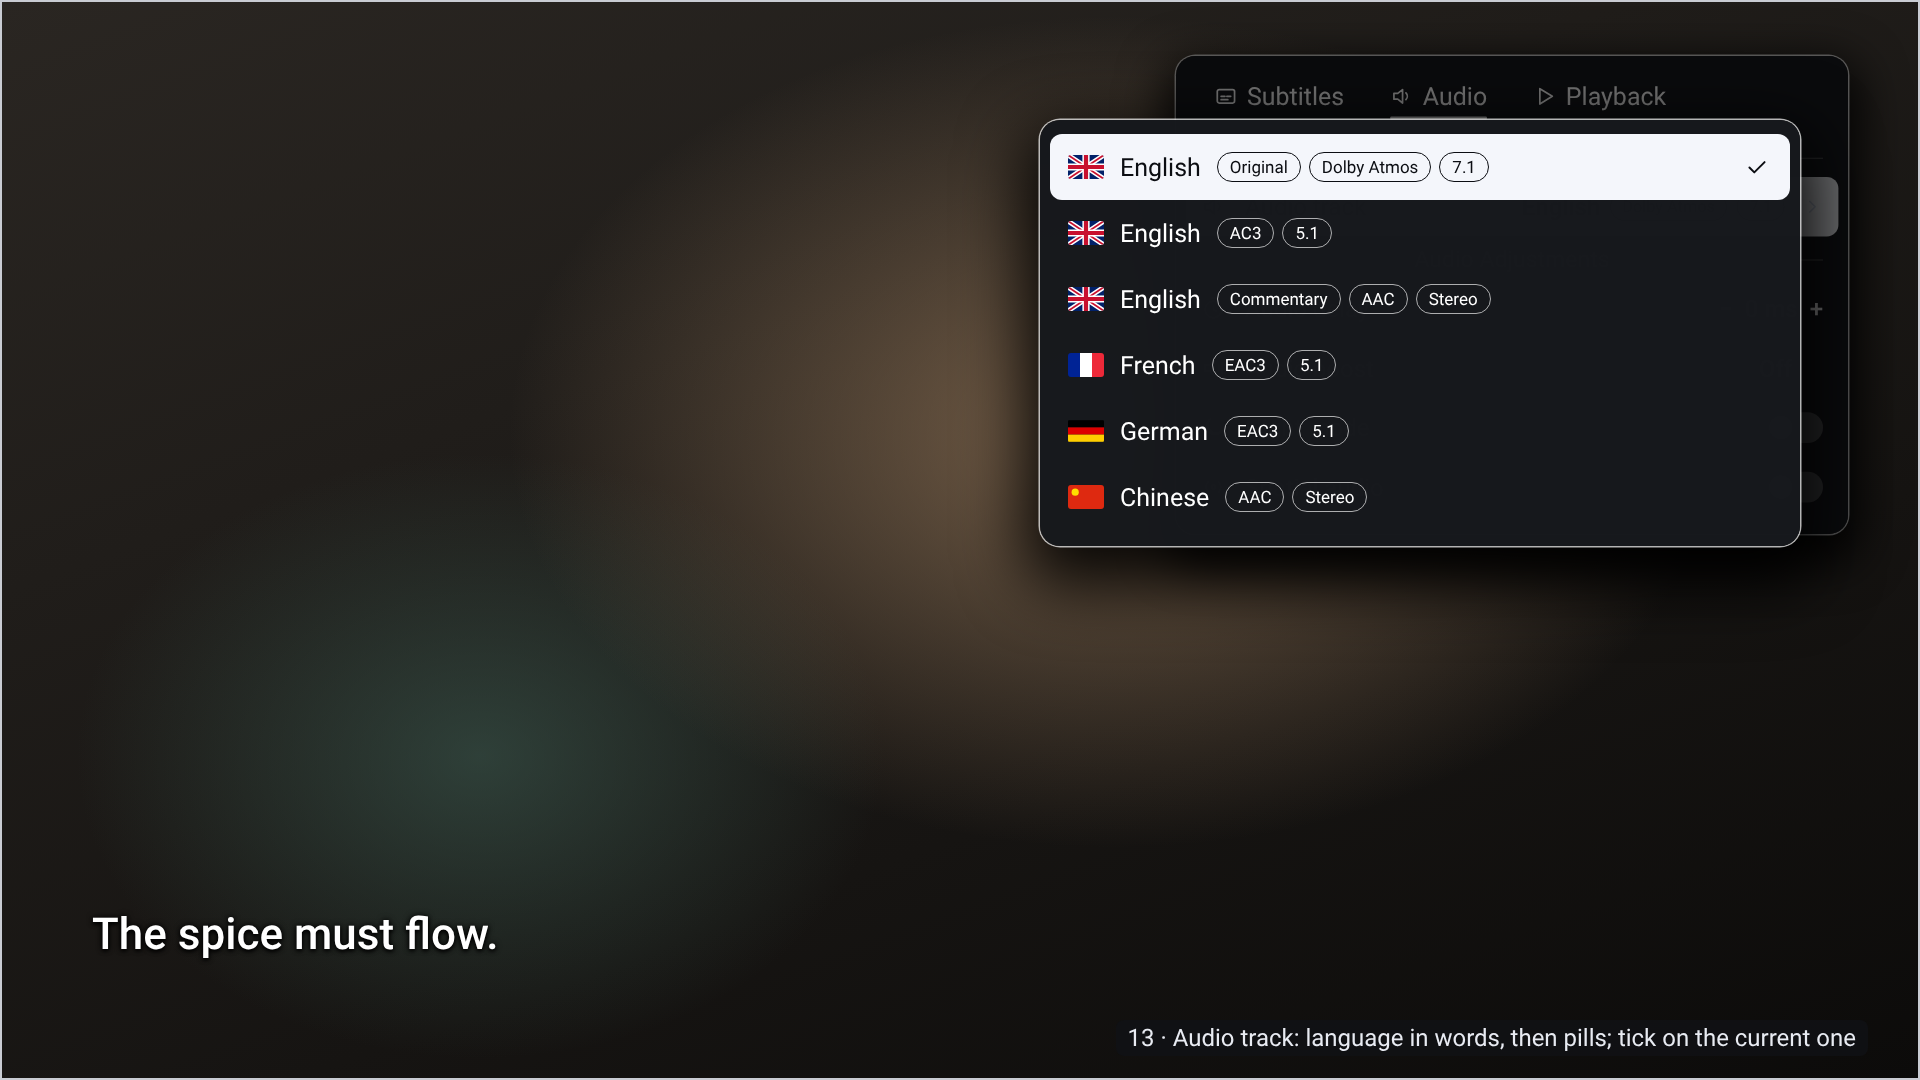 Subtitles Audio Playback
English Original Dolby Atmos 7.1
English AC3 5.1
English Commentary AAC Stereo
+
French EAC3 5.1
German EAC3 5.1
Chinese AAC Stereo
The spice must flow.
13 · Audio track: language in words, then pills; tick on the current one